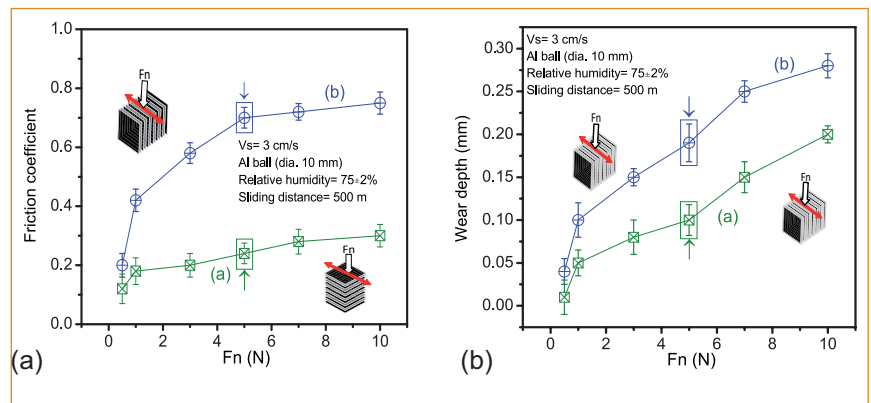 1.0
0.8
0.6
0.4
0.2
0.0
Friction coefficient
Fn
(b)
Vs= 3 cm/s
Al ball (dia. 10 mm)
Relative humidity= 75±2%
Sliding distance= 500 m
(a)
Fn
0 2 4 6 8 10
Fn (N)
(a)
0.30
0.25
0.20
0.15
0.10
0.05
0.00
Wear depth (mm)
Vs= 3 cm/s
Al ball (dia. 10 mm)
Relative humidity= 75±2%
Sliding distance= 500 m
(b)
Fn
Fn
(a)
0 2 4 6 8 10
Fn (N)
(b)